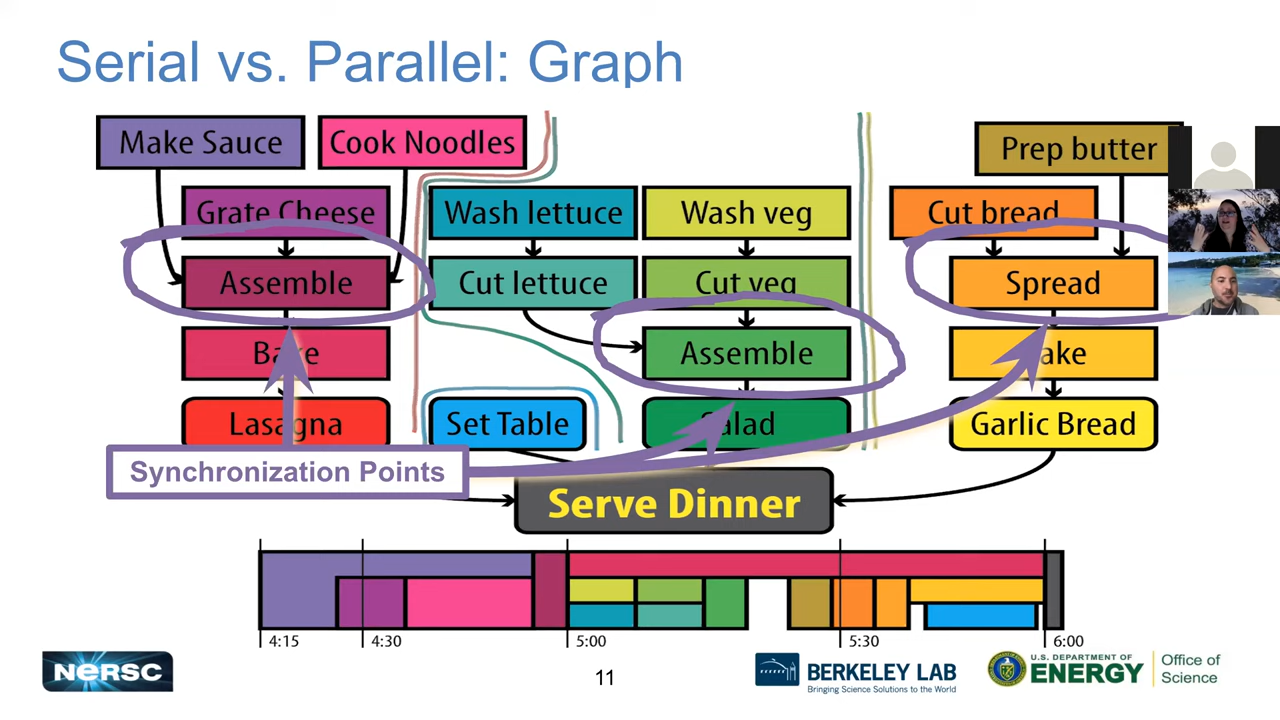 Serial vs. Parallel: Graph
Make Sauce
Cook Noodles
Prep butter
Grate Cheese
Wash lettuce
Wash veg
Cut bread
Assemble
Cut lettuce
Cut veg
Spread
Bake
Assemble
Bake
Lasagna
Set Table
Salad
Garlic Bread
Synchronization Points
Serve Dinner
4:15
4:30
5:00
5:30
6:00
NERSC
11
BERKELEY LAB
Bringing Science Solutions to the World
U.S. DEPARTMENT OF
ENERGY
Office of
Science